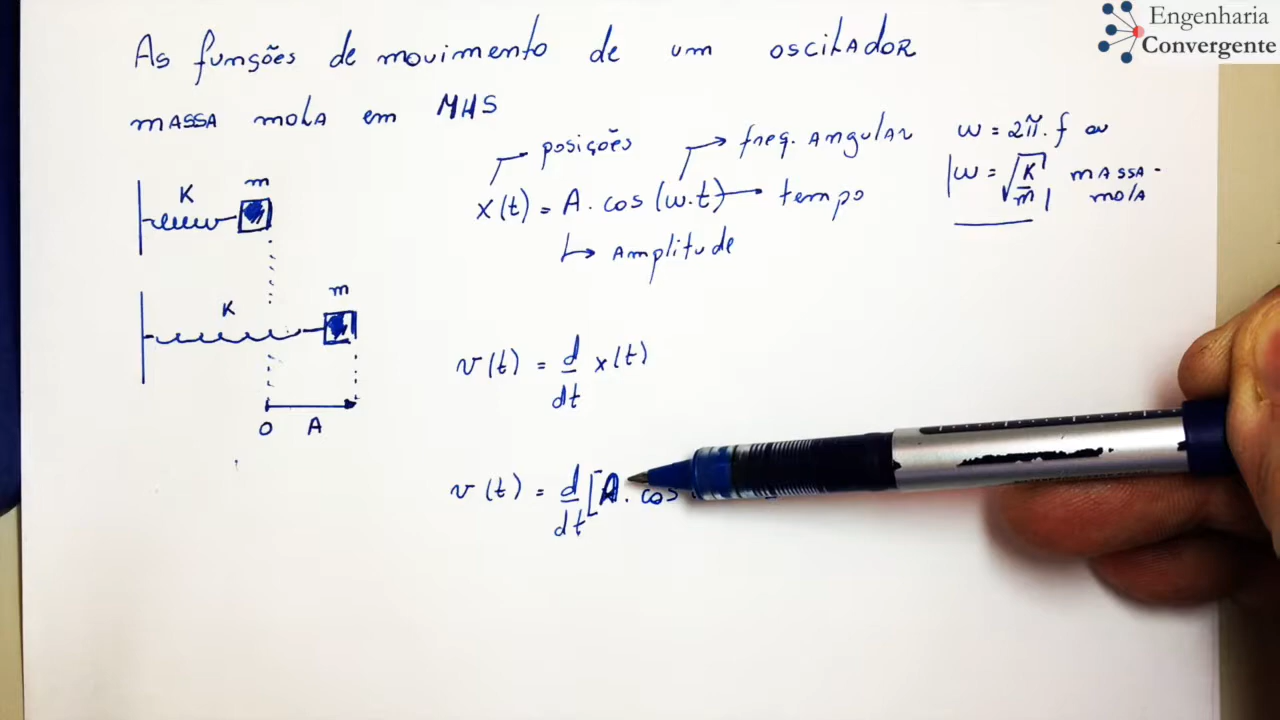 Engenharia
Convergente
As funções de movimento de um oscilador
massa mola em MHS
posições
freq. angular
ω = 2π.f ou
ω = √K/m massa-
mola
x(t) = A.cos(ω.t) tempo
Amplitude
K
m
K
m
O A
v(t) = d/dt x(t)
v(t) = d/dt [A.cos